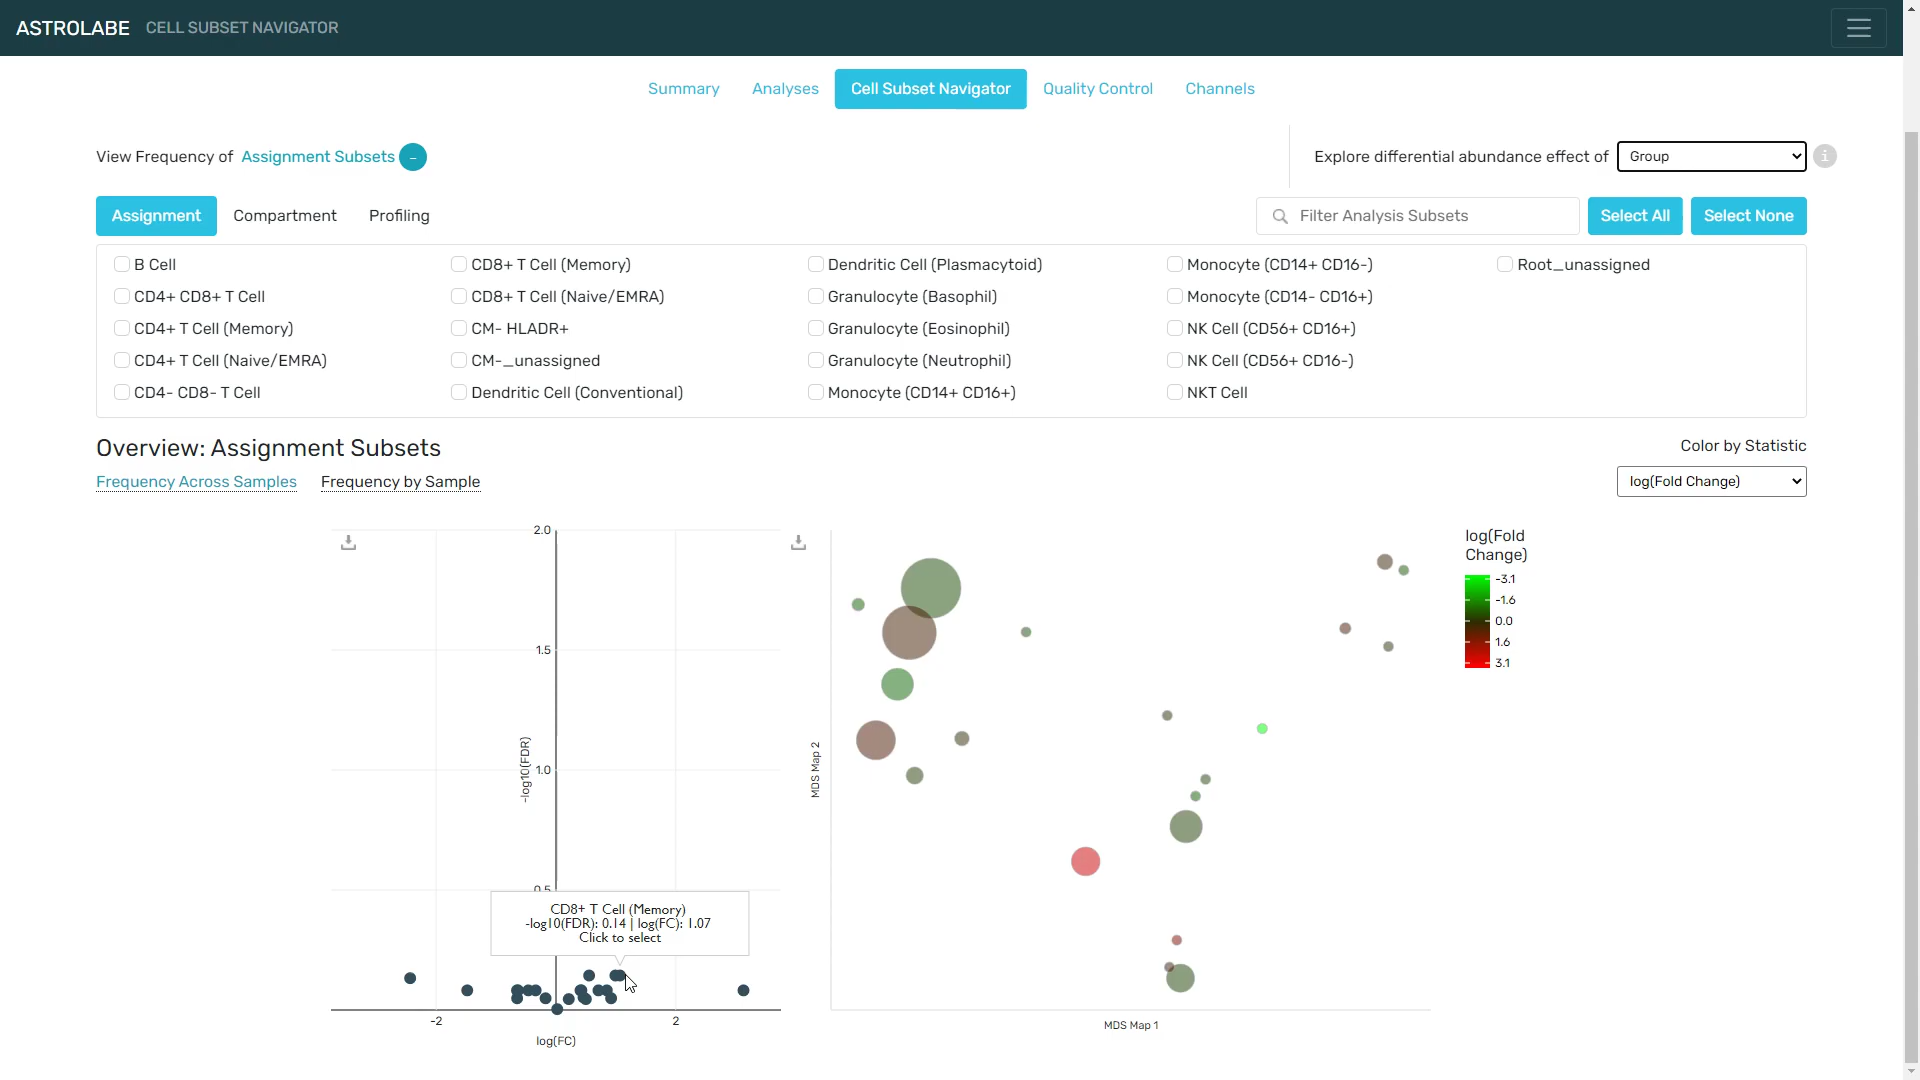 ASTROLABE CELL SUBSET NAVIGATOR
Summary Analyses Cell Subset Navigator Quality Control Channels
View Frequency of Assignment Subsets -
Explore differential abundance effect of Group i
Assignment Compartment Profiling
Filter Analysis Subsets Select All Select None
B Cell CD8+ T Cell (Memory) Dendritic Cell (Plasmacytoid) Monocyte (CD14+ CD16-) Root_unassigned
CD4+ CD8+ T Cell CD8+ T Cell (Naive/EMRA) Granulocyte (Basophil) Monocyte (CD14- CD16+)
CD4+ T Cell (Memory) CM- HLADR+ Granulocyte (Eosinophil) NK Cell (CD56+ CD16+)
CD4+ T Cell (Naive/EMRA) CM-_unassigned Granulocyte (Neutrophil) NK Cell (CD56+ CD16-)
CD4- CD8- T Cell Dendritic Cell (Conventional) Monocyte (CD14+ CD16+) NKT Cell
Overview: Assignment Subsets
Color by Statistic
Frequency Across Samples Frequency by Sample
log(Fold Change)
2.0
1.5
1.0
0.5
-log10(FDR)
CD8+ T Cell (Memory)
-log10(FDR): 0.14 | log(FC): 1.07
Click to select
-2 2
log(FC)
MDS Map 2
MDS Map 1
log(Fold
Change)
-3.1
-1.6
0.0
1.6
3.1